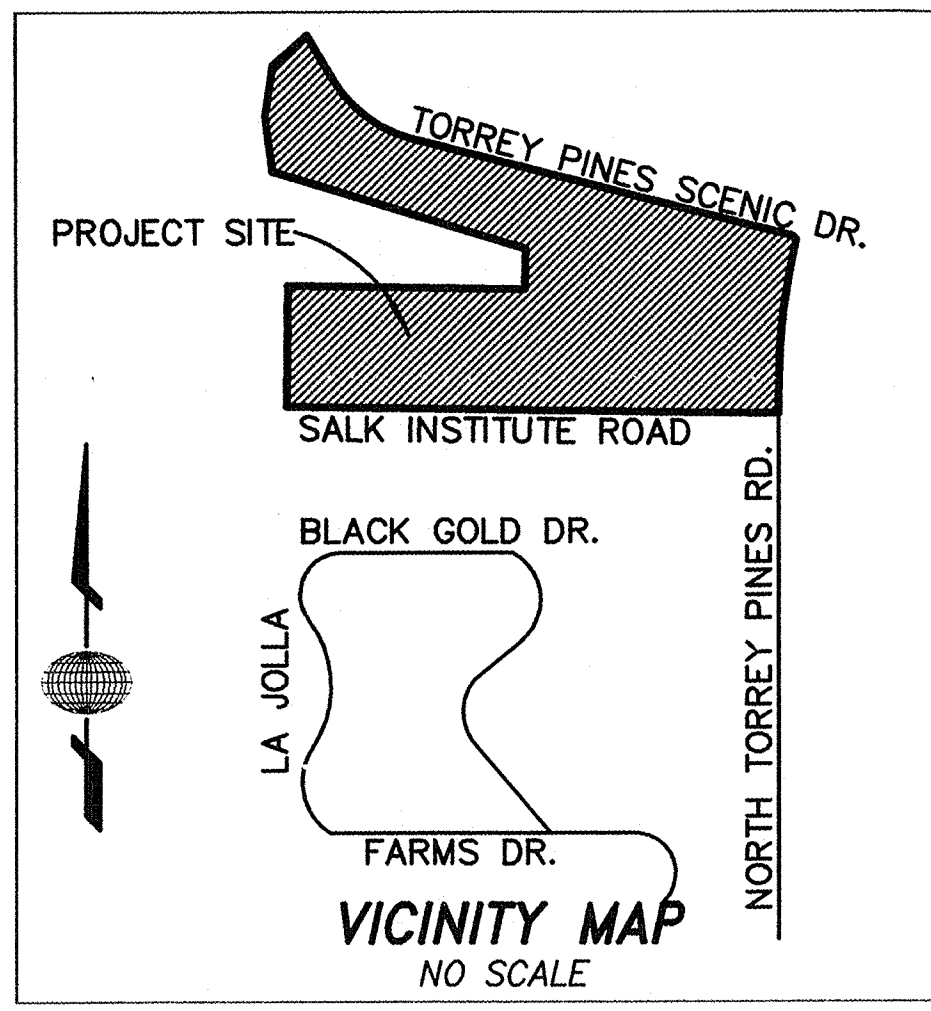 TORREY PINES SCENIC DR.
PROJECT SITE
SALK INSTITUTE ROAD
NORTH TORREY PINES RD.
BLACK GOLD DR.
LA JOLLA
FARMS DR.
VICINITY MAP
NO SCALE